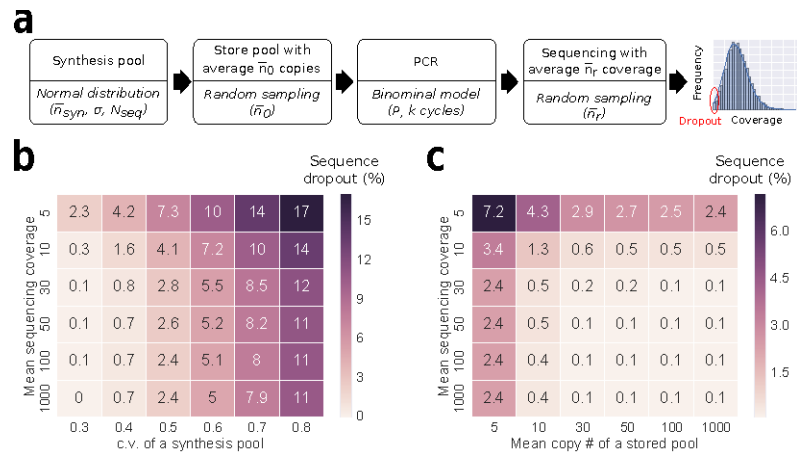 a
Synthesis pool
Normal distribution
(n̅syn, σ, Nseq)
Store pool with
average n̅0 copies
Random sampling
(n̅0)
PCR
Binominal model
(P, k cycles)
Sequencing with
average n̅r coverage
Random sampling
(n̅r)
Frequency
Dropout Coverage
b
Sequence
dropout (%)
Mean sequencing coverage
5 2.3 4.2 7.3 10 14 17
10 0.3 1.6 4.1 7.2 10 14
30 0.1 0.8 2.8 5.5 8.5 12
50 0.1 0.7 2.6 5.2 8.2 11
100 0.1 0.7 2.4 5.1 8 11
1000 0 0.7 2.4 5 7.9 11
0.3 0.4 0.5 0.6 0.7 0.8
c.v. of a synthesis pool
15
12
9
6
3
0
c
Sequence
dropout (%)
Mean sequencing coverage
5 7.2 4.3 2.9 2.7 2.5 2.4
10 3.4 1.3 0.6 0.5 0.5 0.5
30 2.4 0.5 0.2 0.2 0.1 0.1
50 2.4 0.5 0.1 0.1 0.1 0.1
100 2.4 0.4 0.1 0.1 0.1 0.1
1000 2.4 0.4 0.1 0.1 0.1 0.1
5 10 30 50 100 1000
Mean copy # of a stored pool
6.0
4.5
3.0
1.5